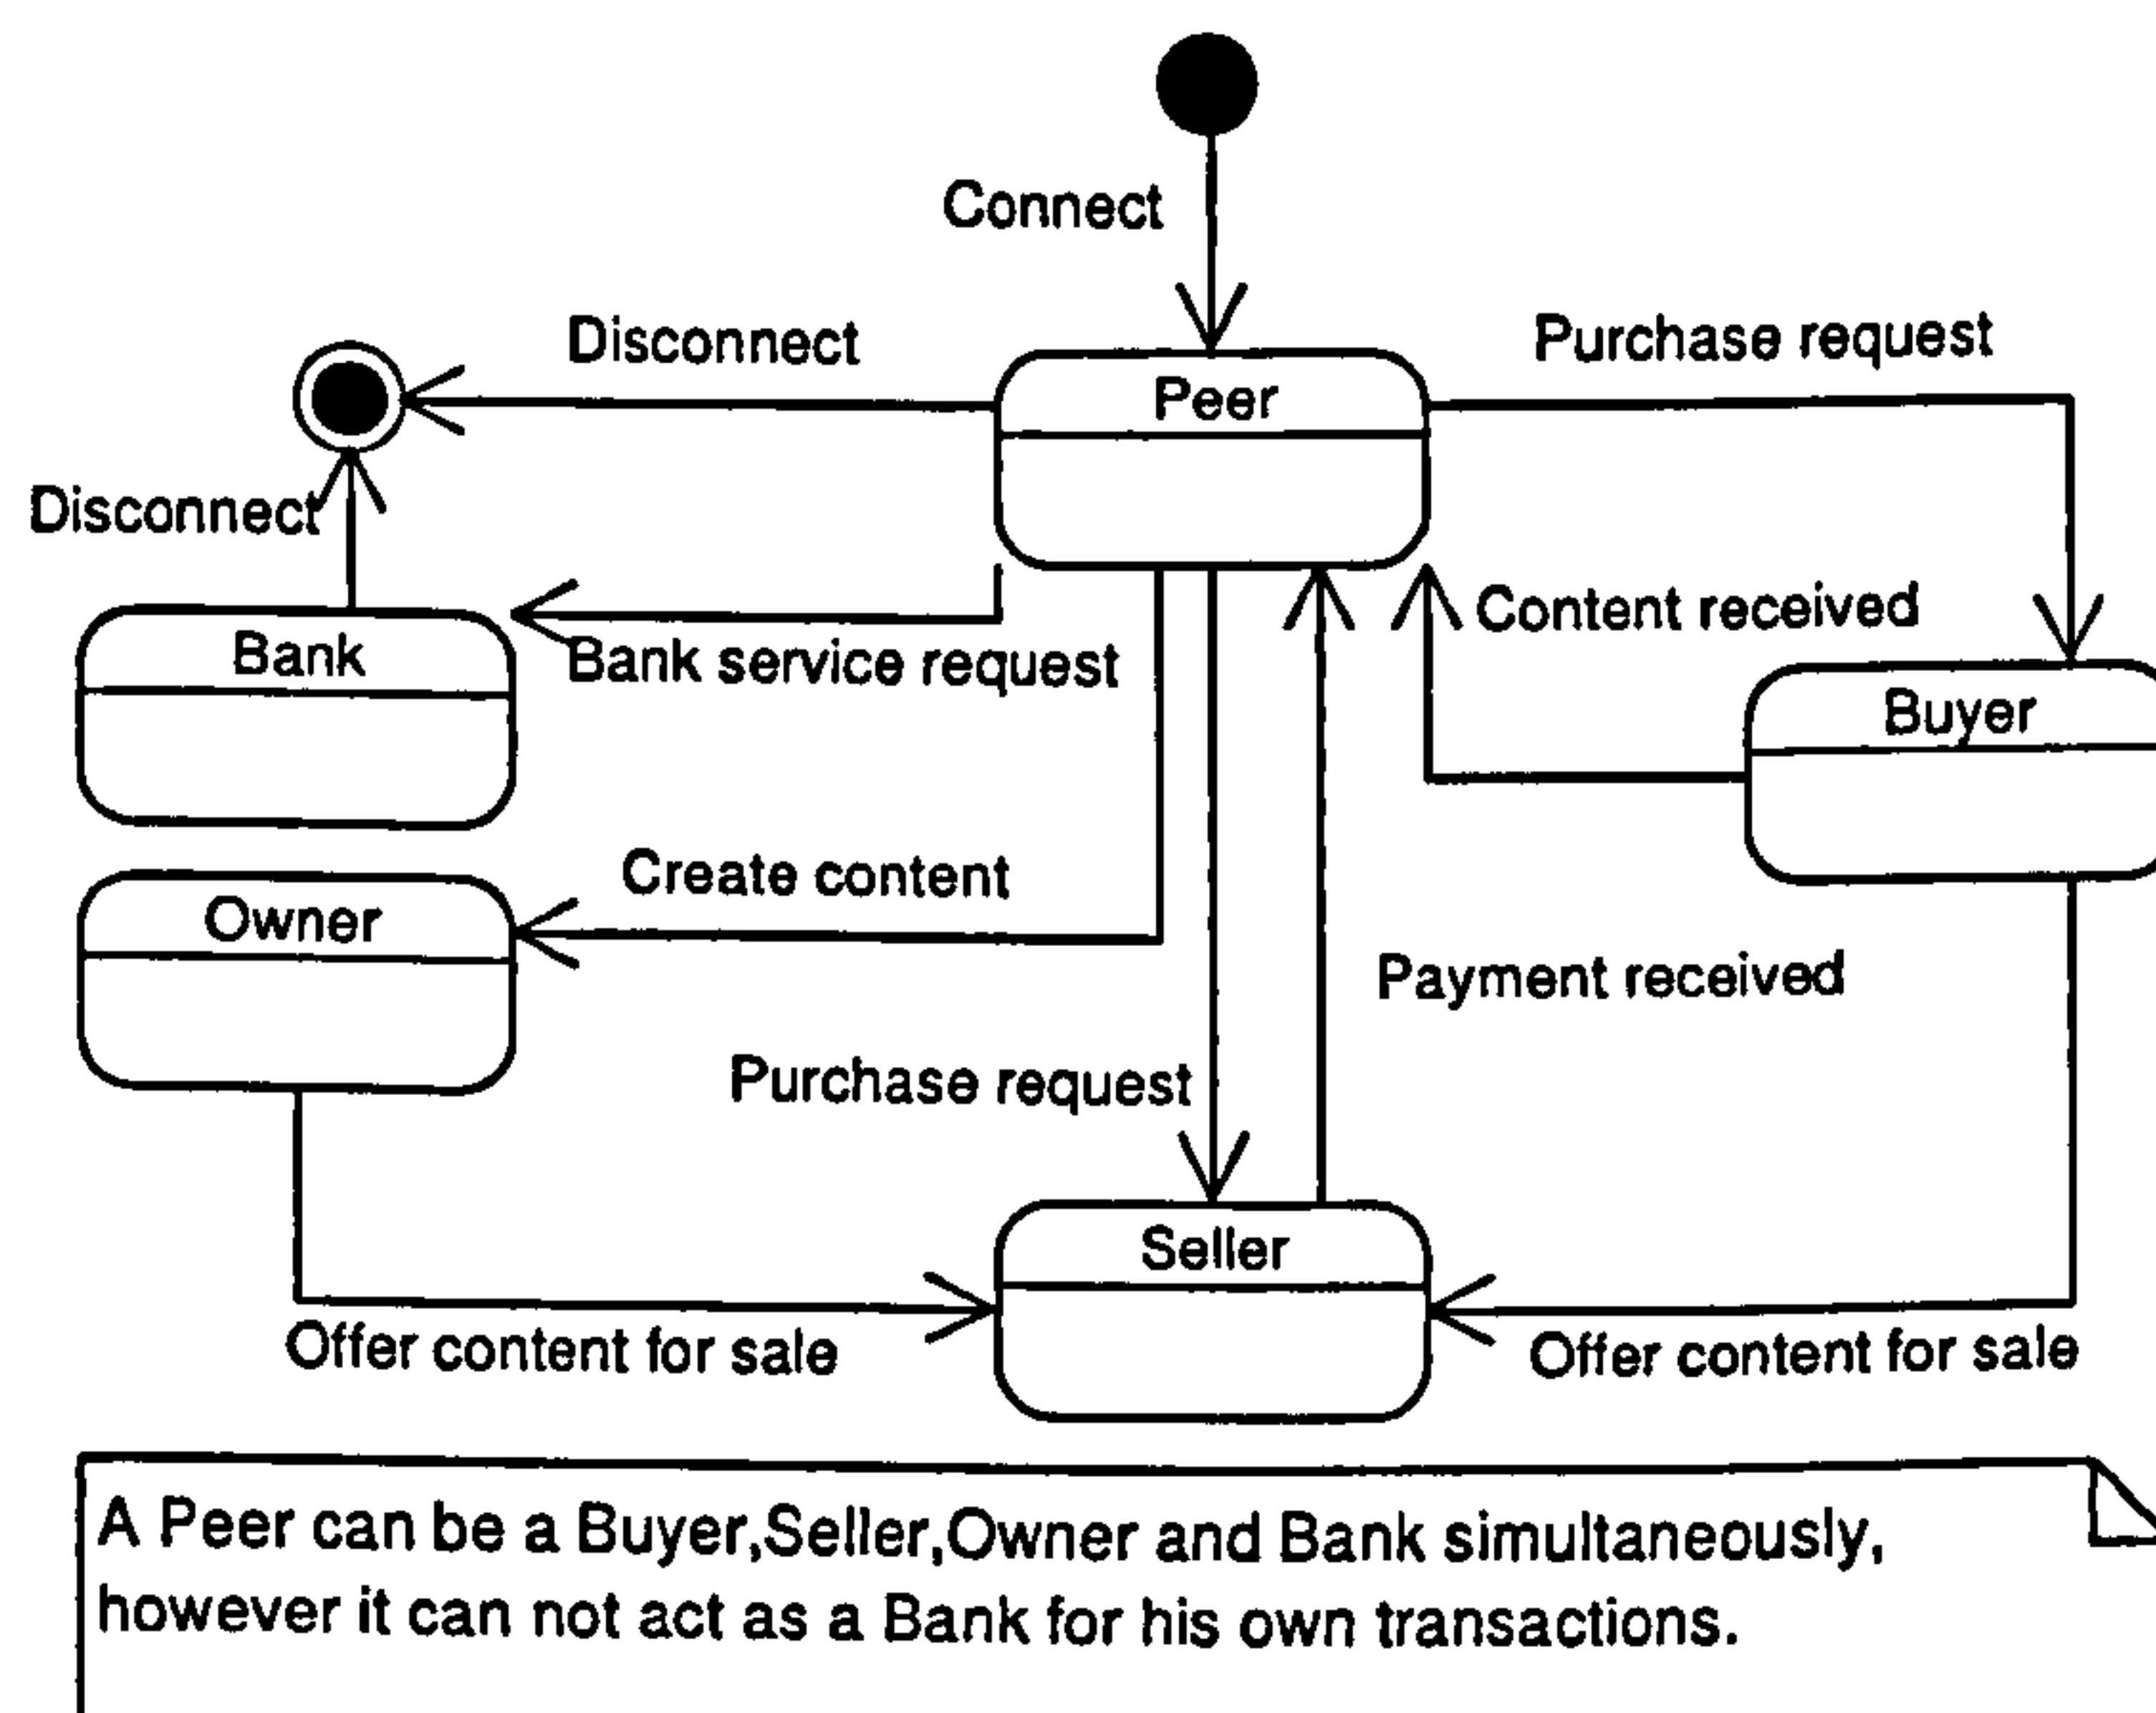 Connect
Disconnect
Purchase request
Peer
Disconnect
Bank
Bank service request
Content received
Buyer
Create content
Owner
Payment received
Purchase request
Seller
Offer content for sale
Offer content for sale
A Peer can be a Buyer,Seller,Owner and Bank simultaneously,
however it can not act as a Bank for his own transactions.